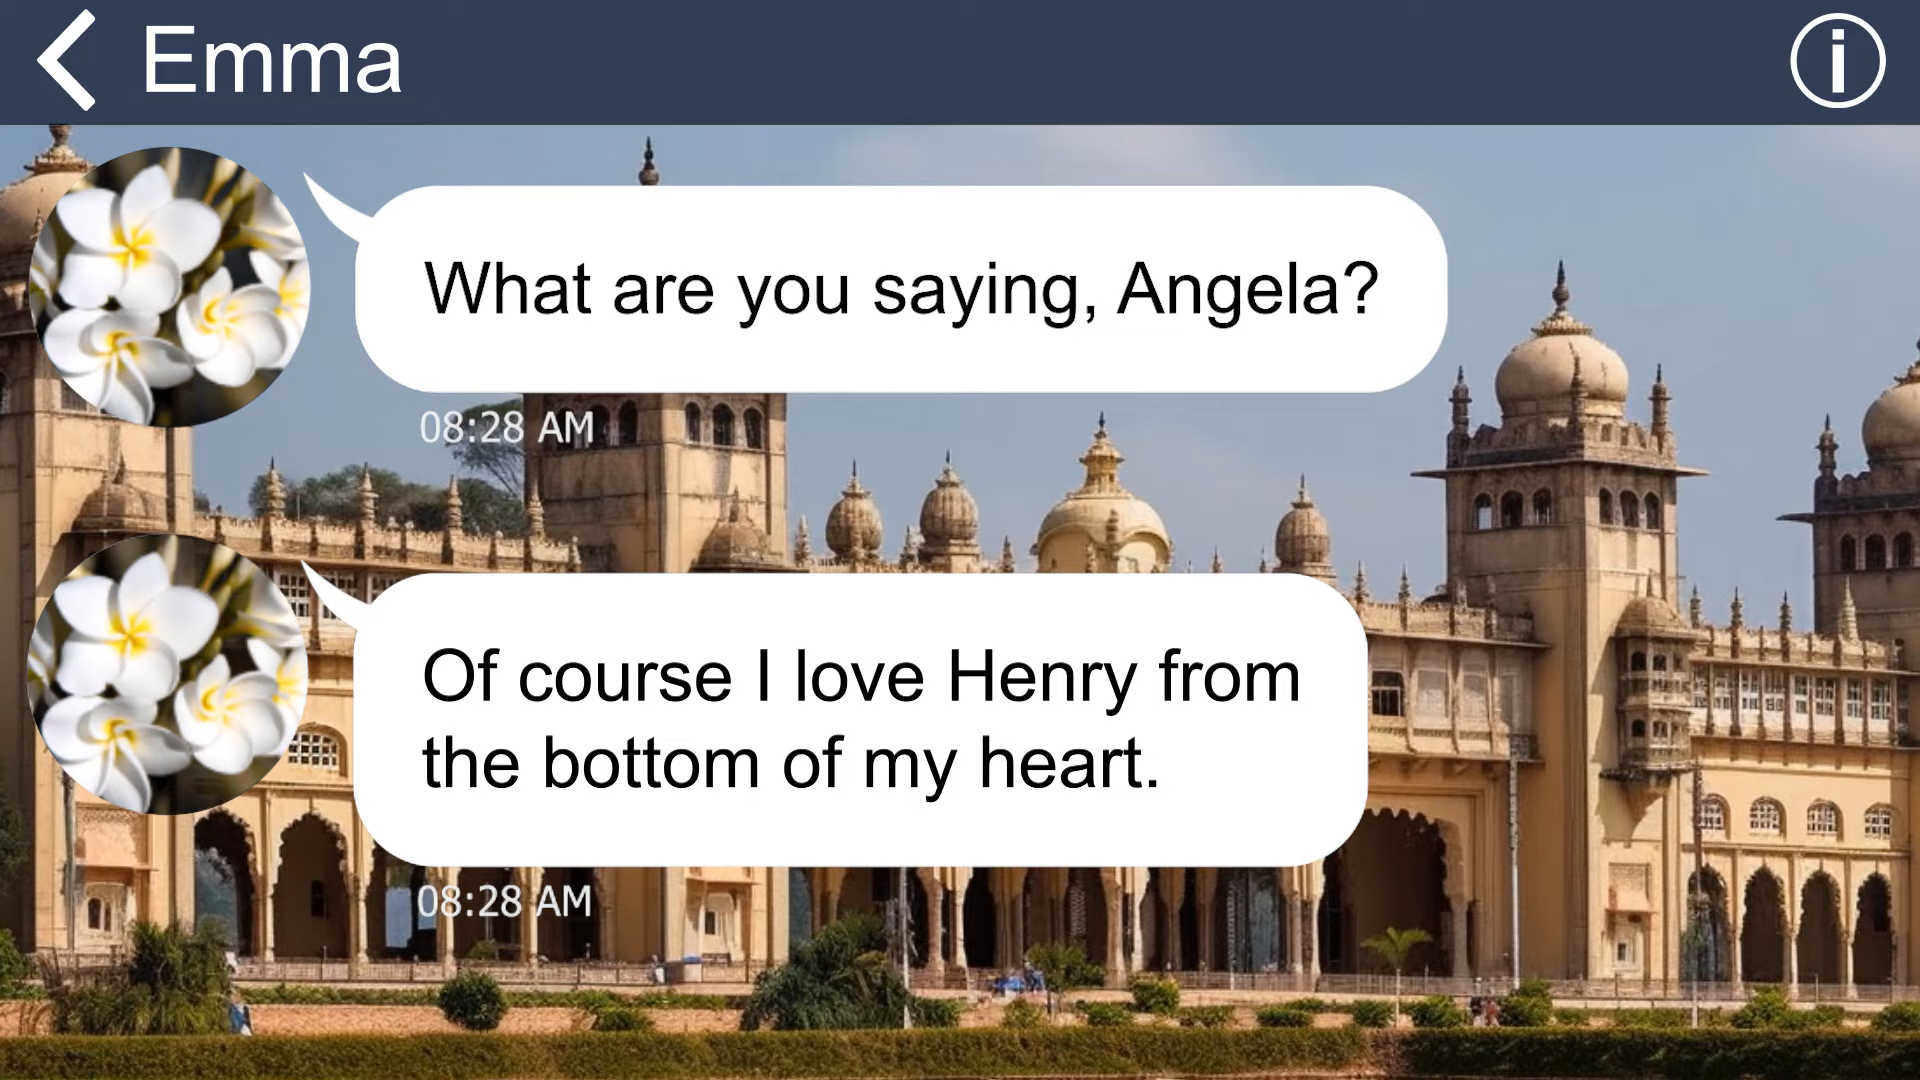 Emma
What are you saying, Angela?
08:28 AM
Of course I love Henry from
the bottom of my heart.
08:28 AM